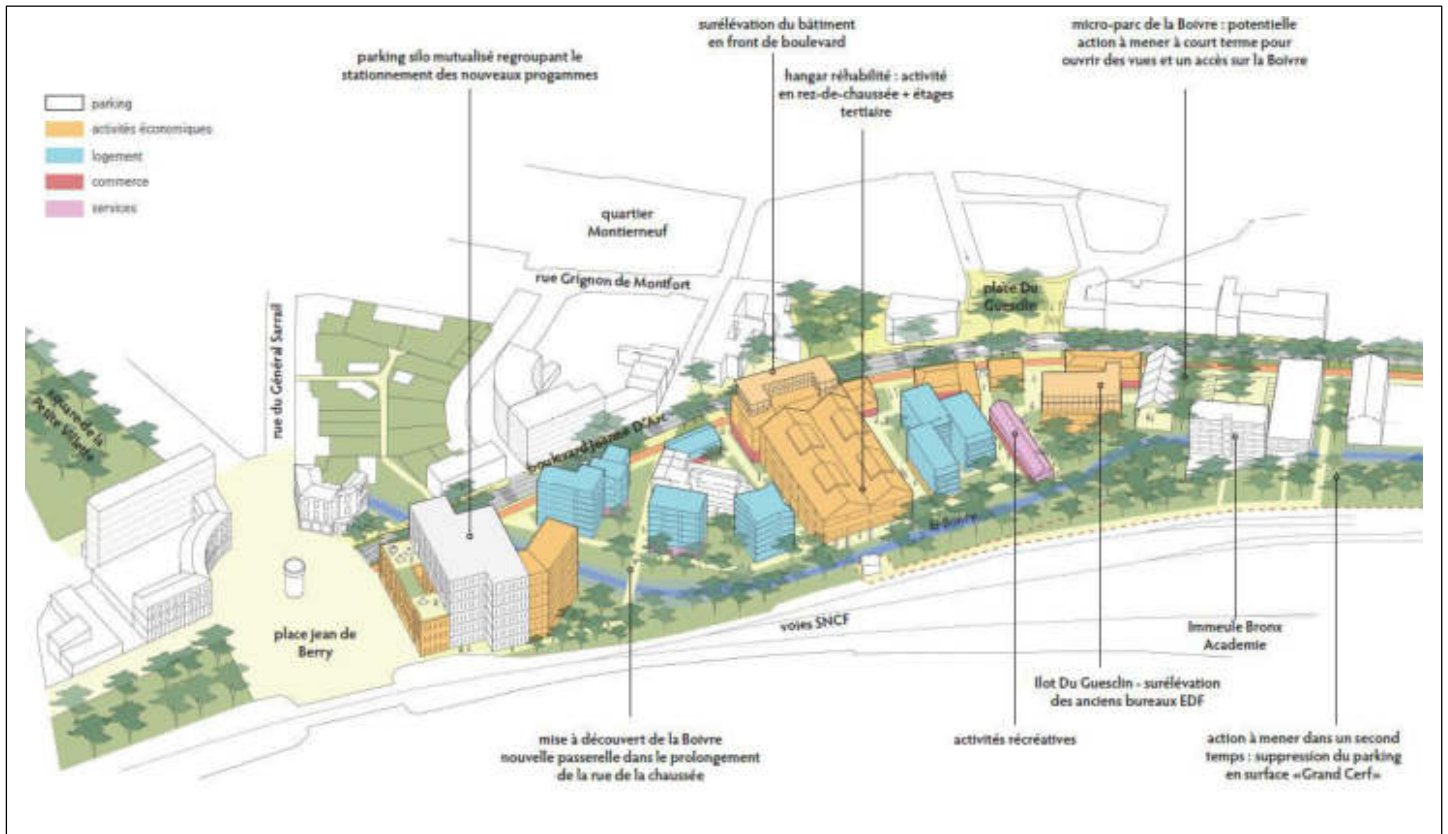 surélévation du bâtiment
en front de boulevard
micro-parc de la Boivre : potentielle
action à mener à court terme pour
ouvrir des vues et un accès sur la Boivre
parking silo mutualisé regroupant le
stationnement des nouveaux progammes
hangar réhabilité : activité
en rez-de-chaussée + étages
tertiaire
parking
activités économiques
logement
commerce
services
quartier
Montierneuf
rue Grignon de Montfort
place Du
Guesclin
rue du Général Sarrail
square de la
Petite Villette
boulevard Jeanne D'Arc
la Boivre
place Jean de
Berry
voies SNCF
Immeule Bronx
Academie
Ilot Du Guesclin - surélévation
des anciens bureaux EDF
mise à découvert de la Boivre
nouvelle passerelle dans le prolongement
de la rue de la chaussée
activités récréatives
action à mener dans un second
temps : suppression du parking
en surface «Grand Cerf»